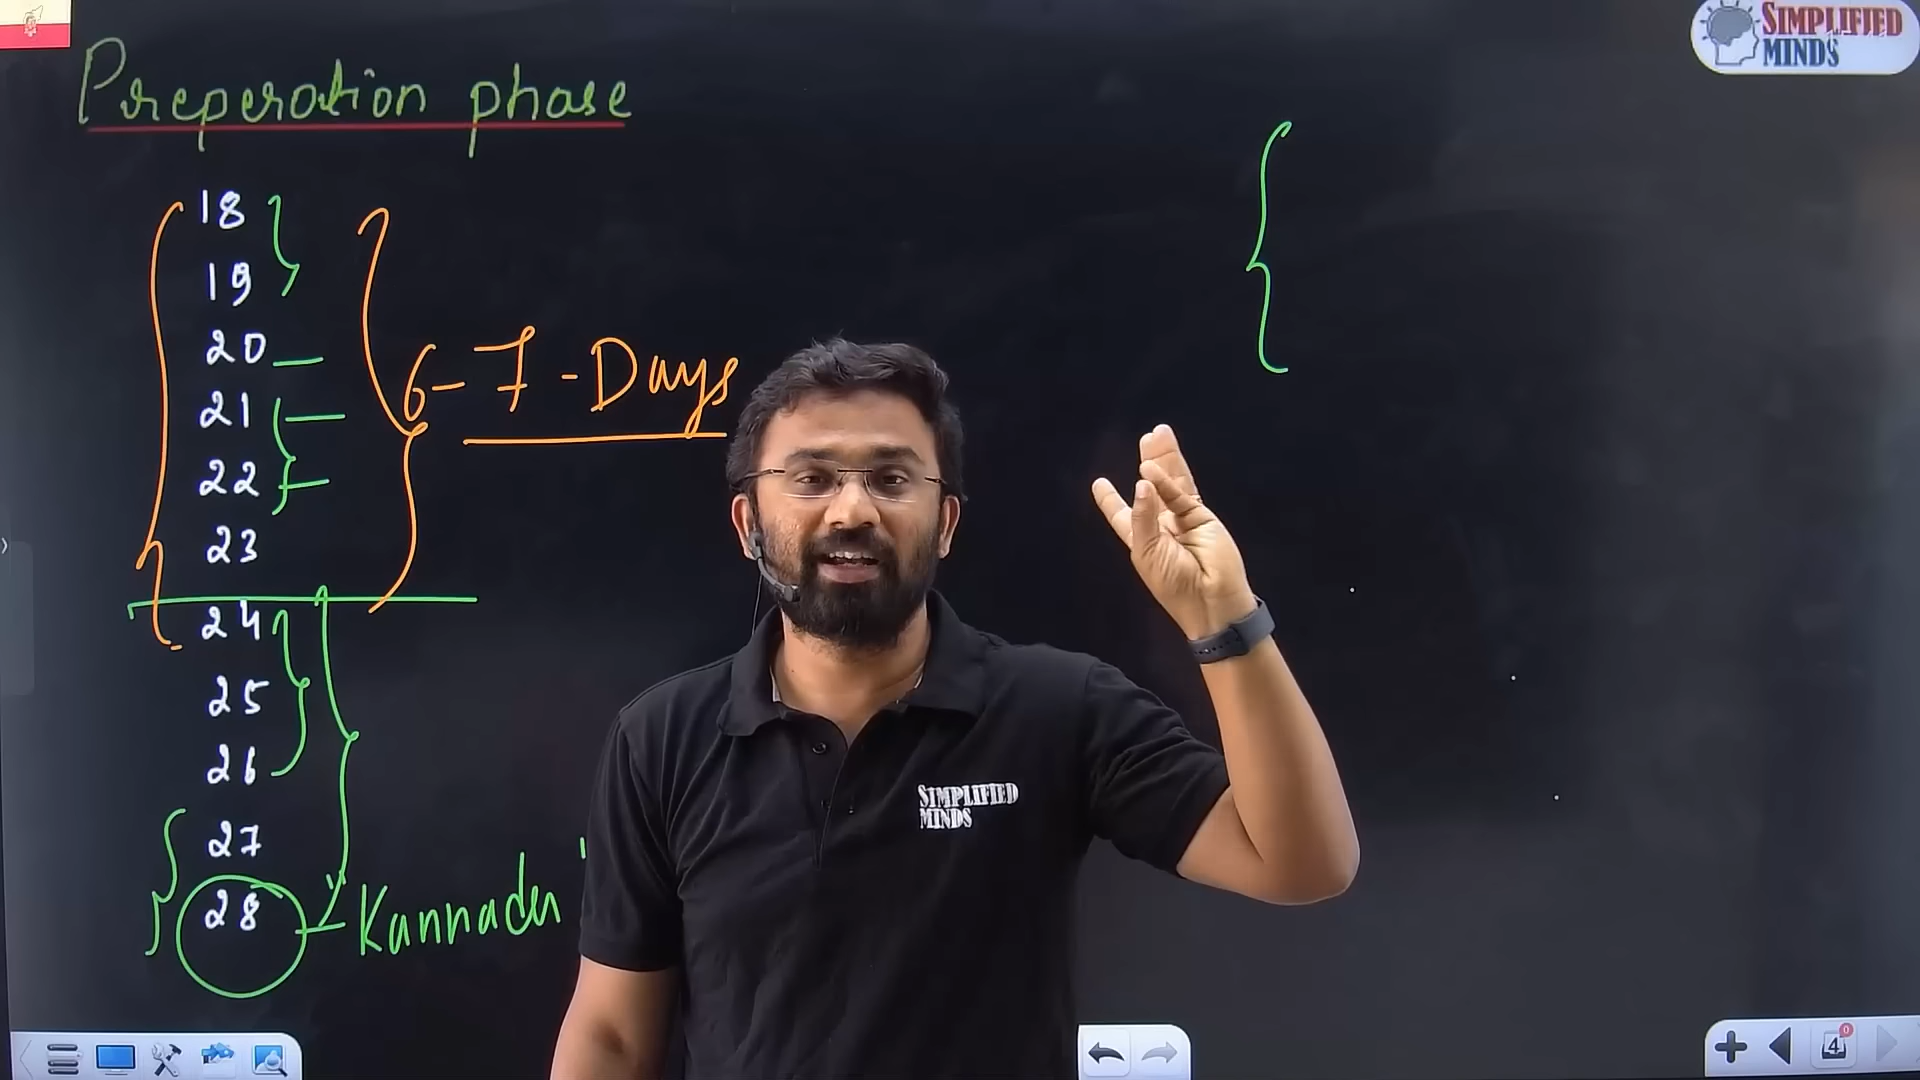 SIMPLIFIED
MINDS
Preperation phase
18
19
20
21
22
23
24
25
26
27
28
6-7-Days
Kannada
SIMPLIFIED
MINDS
4
0